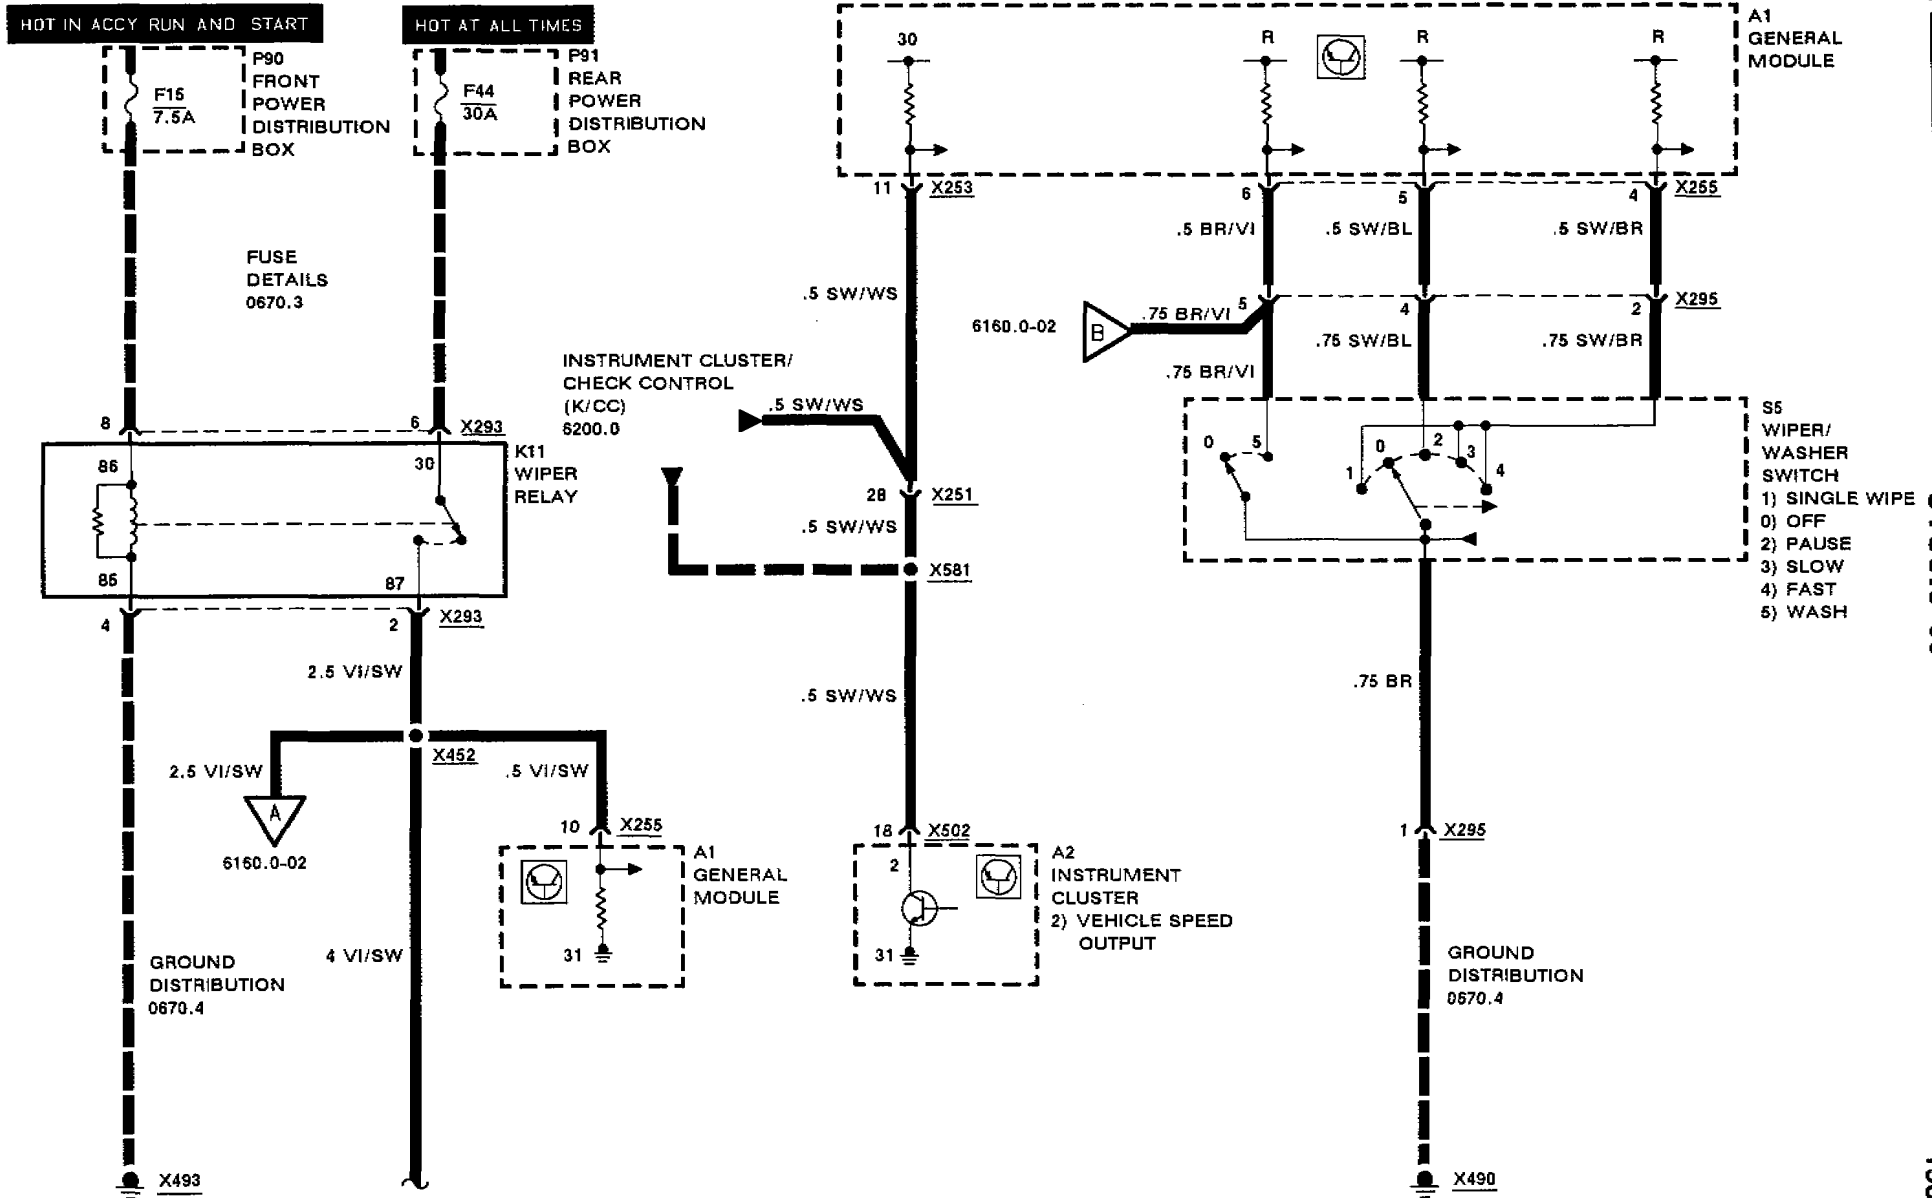 HOT IN ACCY RUN AND START
HOT AT ALL TIMES
P90
FRONT
POWER
DISTRIBUTION
BOX
F15
7.5A
P91
REAR
POWER
DISTRIBUTION
BOX
F44
30A
30
R
R
R
A1
GENERAL
MODULE
11
X253
6
5
4
X255
.5 BR/VI
.5 SW/BL
.5 SW/BR
FUSE
DETAILS
0670.3
.5 SW/WS
5
4
2
X295
6160.0-02
B
.75 BR/VI
.75 SW/BL
.75 SW/BR
.75 BR/VI
INSTRUMENT CLUSTER/
CHECK CONTROL
(K/CC)
6200.0
.5 SW/WS
8
6
X293
K11
WIPER
RELAY
86
30
85
87
4
2
X293
28
X251
.5 SW/WS
X581
0
5
1
0
2
3
4
S5
WIPER/
WASHER
SWITCH
1) SINGLE WIPE
0) OFF
2) PAUSE
3) SLOW
4) FAST
5) WASH
2.5 VI/SW
.5 SW/WS
.75 BR
X452
2.5 VI/SW
.5 VI/SW
A
6160.0-02
10
X255
18
X502
1
X295
A1
GENERAL
MODULE
31
2
31
A2
INSTRUMENT
CLUSTER
2) VEHICLE SPEED
OUTPUT
4 VI/SW
GROUND
DISTRIBUTION
0670.4
GROUND
DISTRIBUTION
0670.4
X493
X490